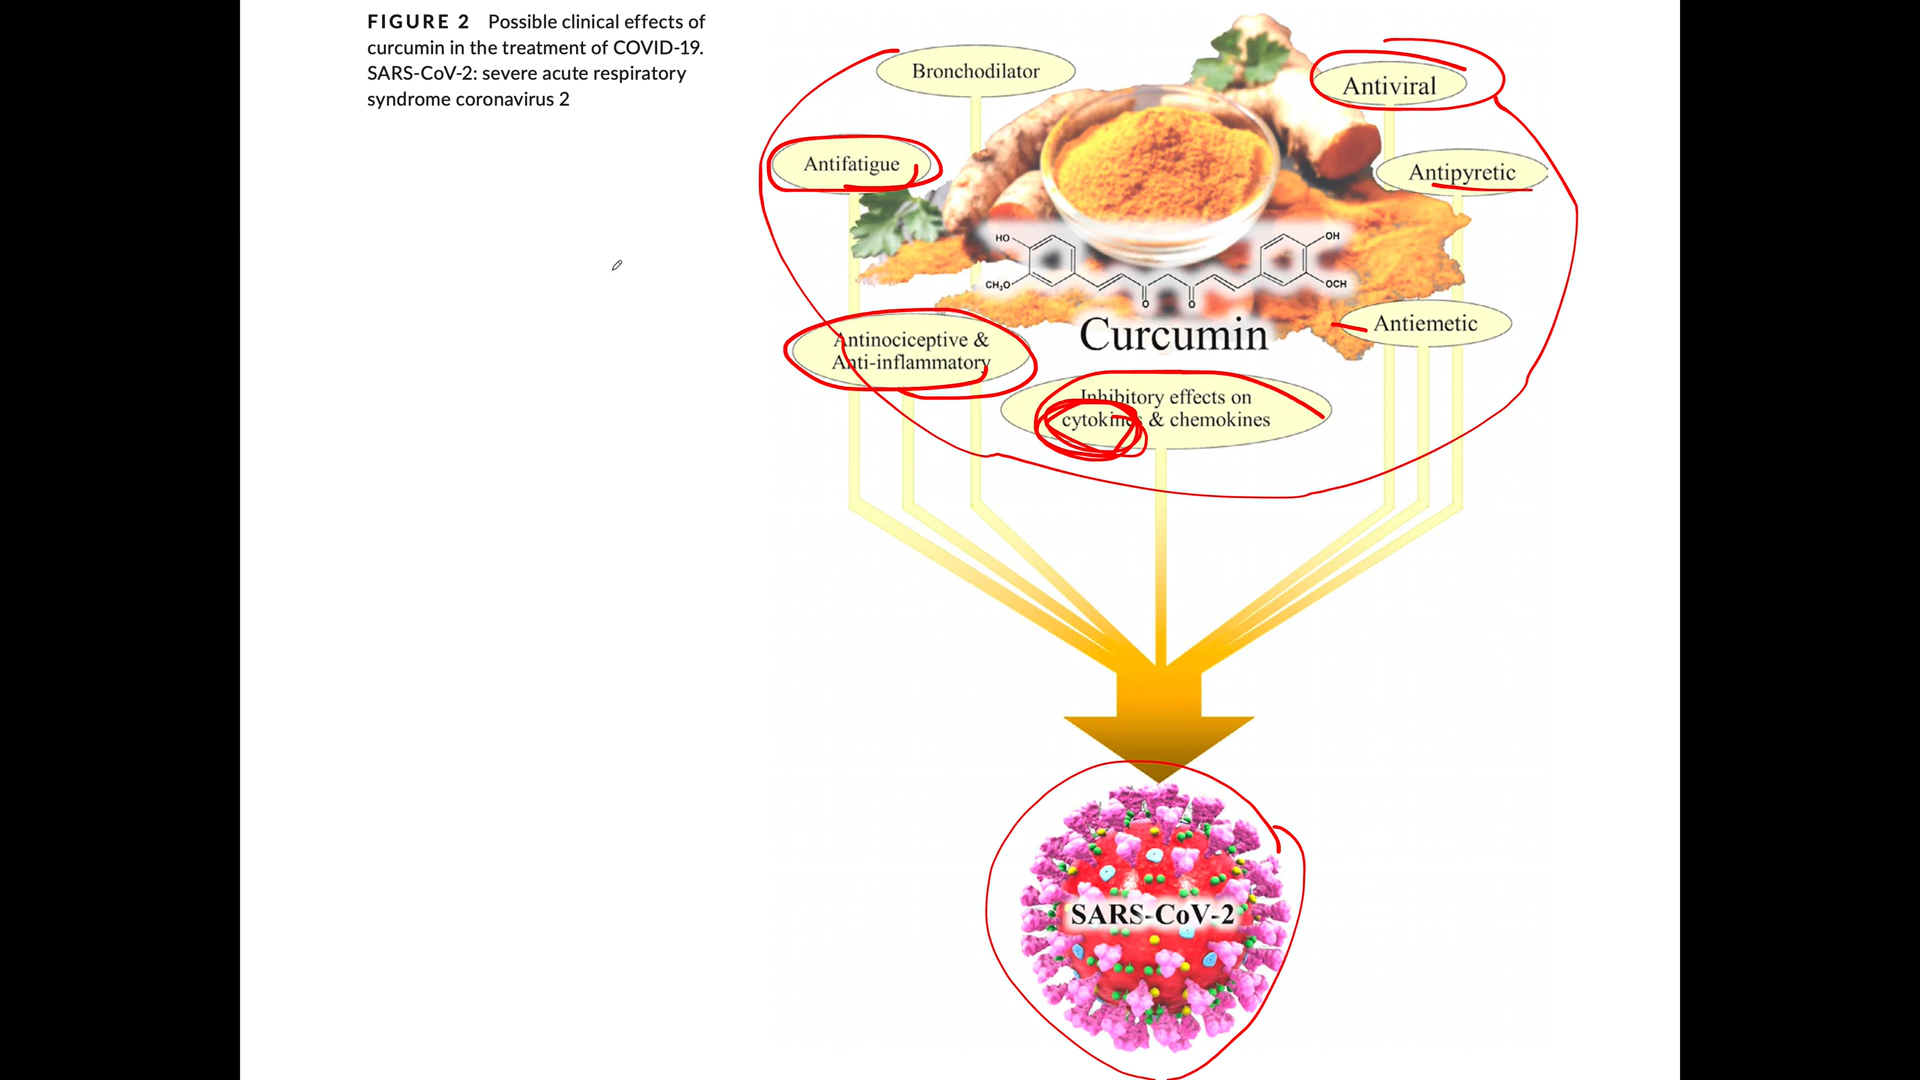 FIGURE 2 Possible clinical effects of
curcumin in the treatment of COVID-19.
SARS-CoV-2: severe acute respiratory
syndrome coronavirus 2
Bronchodilator
Antiviral
Antifatigue
Antipyretic
HO
OH
CH3O
OCH
O
O
Curcumin
Antinociceptive &
Anti-inflammatory
Antiemetic
Inhibitory effects on
cytokines & chemokines
SARS-CoV-2